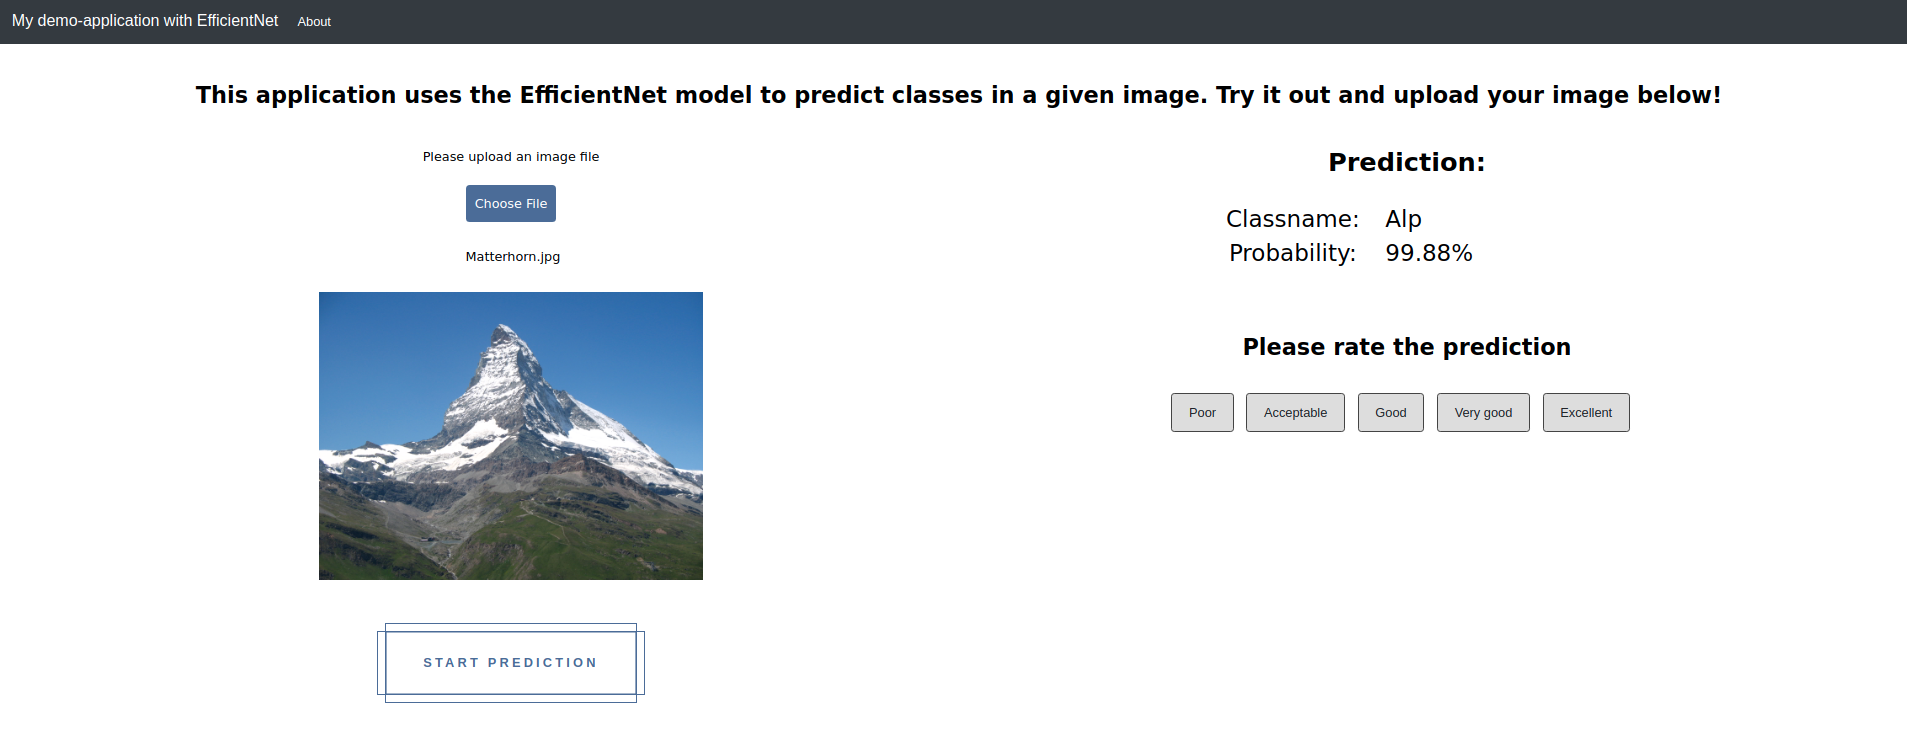 My demo-application with EfficientNet About
This application uses the EfficientNet model to predict classes in a given image. Try it out and upload your image below!
Please upload an image file
Choose File
Matterhorn.jpg
START PREDICTION
Prediction:
Classname: Alp
Probability: 99.88%
Please rate the prediction
Poor Acceptable Good Very good Excellent